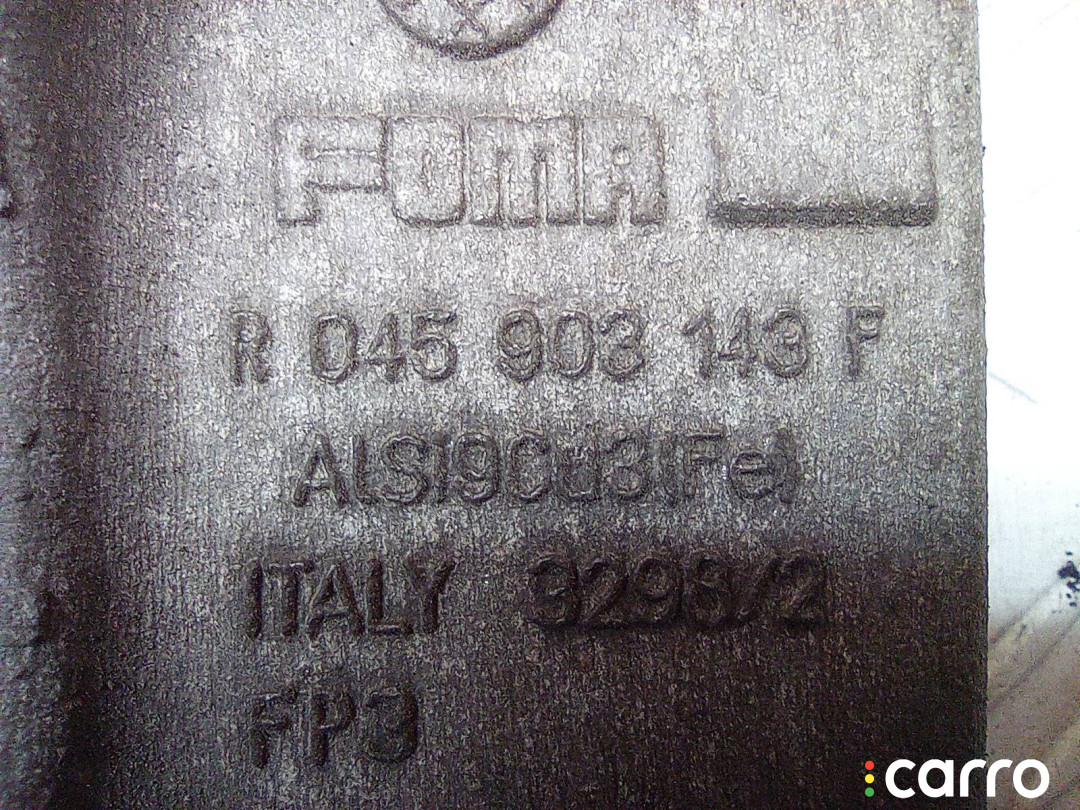 FOMA
R 045 903 143 F
ALSI9Cu3(Fe)
ITALY 3298/2
FP3
carro